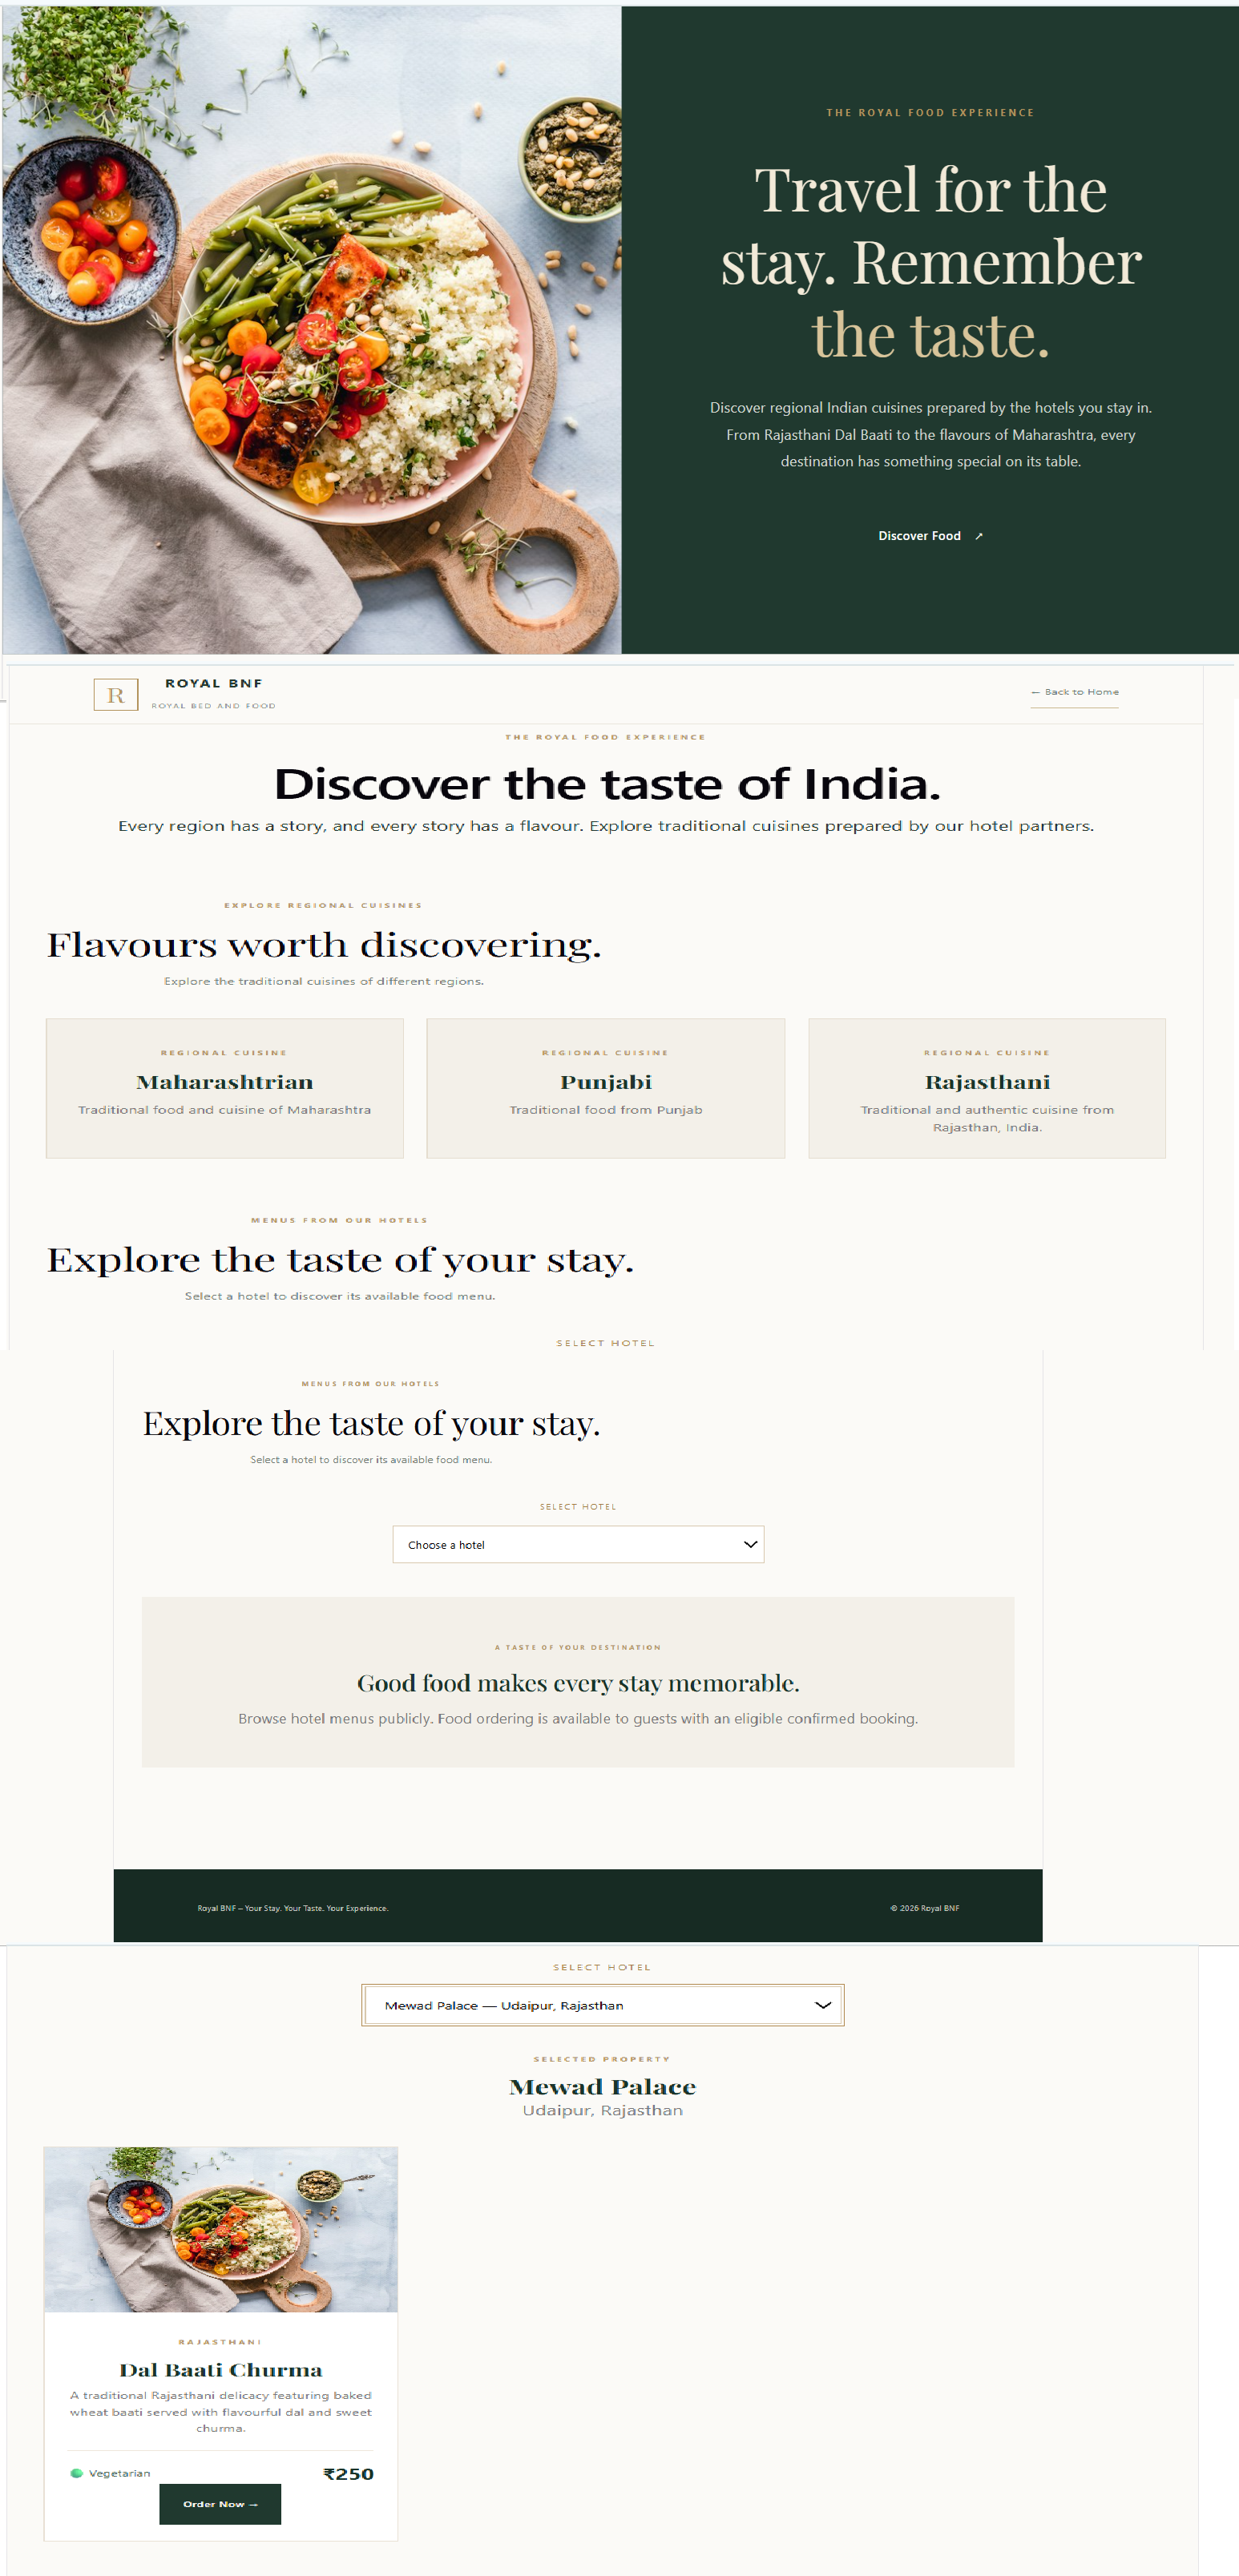 THE ROYAL FOOD EXPERIENCE
Travel for the
stay. Remember
the taste.
Discover regional Indian cuisines prepared by the hotels you stay in.
From Rajasthani Dal Baati to the flavours of Maharashtra, every
destination has something special on its table.
Discover Food ↗
R
ROYAL BNF
ROYAL BED AND FOOD
← Back to Home
THE ROYAL FOOD EXPERIENCE
Discover the taste of India.
Every region has a story, and every story has a flavour. Explore traditional cuisines prepared by our hotel partners.
EXPLORE REGIONAL CUISINES
Flavours worth discovering.
Explore the traditional cuisines of different regions.
REGIONAL CUISINE
Maharashtrian
Traditional food and cuisine of Maharashtra
REGIONAL CUISINE
Punjabi
Traditional food from Punjab
REGIONAL CUISINE
Rajasthani
Traditional and authentic cuisine from
Rajasthan, India.
MENUS FROM OUR HOTELS
Explore the taste of your stay.
Select a hotel to discover its available food menu.
SELECT HOTEL
MENUS FROM OUR HOTELS
Explore the taste of your stay.
Select a hotel to discover its available food menu.
SELECT HOTEL
Choose a hotel
A TASTE OF YOUR DESTINATION
Good food makes every stay memorable.
Browse hotel menus publicly. Food ordering is available to guests with an eligible confirmed booking.
Royal BNF – Your Stay. Your Taste. Your Experience.
© 2026 Royal BNF
SELECT HOTEL
Mewad Palace — Udaipur, Rajasthan
SELECTED PROPERTY
Mewad Palace
Udaipur, Rajasthan
RAJASTHANI
Dal Baati Churma
A traditional Rajasthani delicacy featuring baked
wheat baati served with flavourful dal and sweet
churma.
Vegetarian
₹250
Order Now →